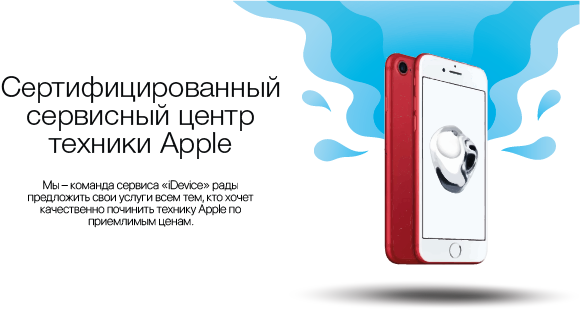 Сертифицированный
сервисный центр
техники Apple
Мы – команда сервиса «iDevice» рады
предложить свои услуги всем тем, кто хочет
качественно починить технику Apple по
приемлимым ценам.